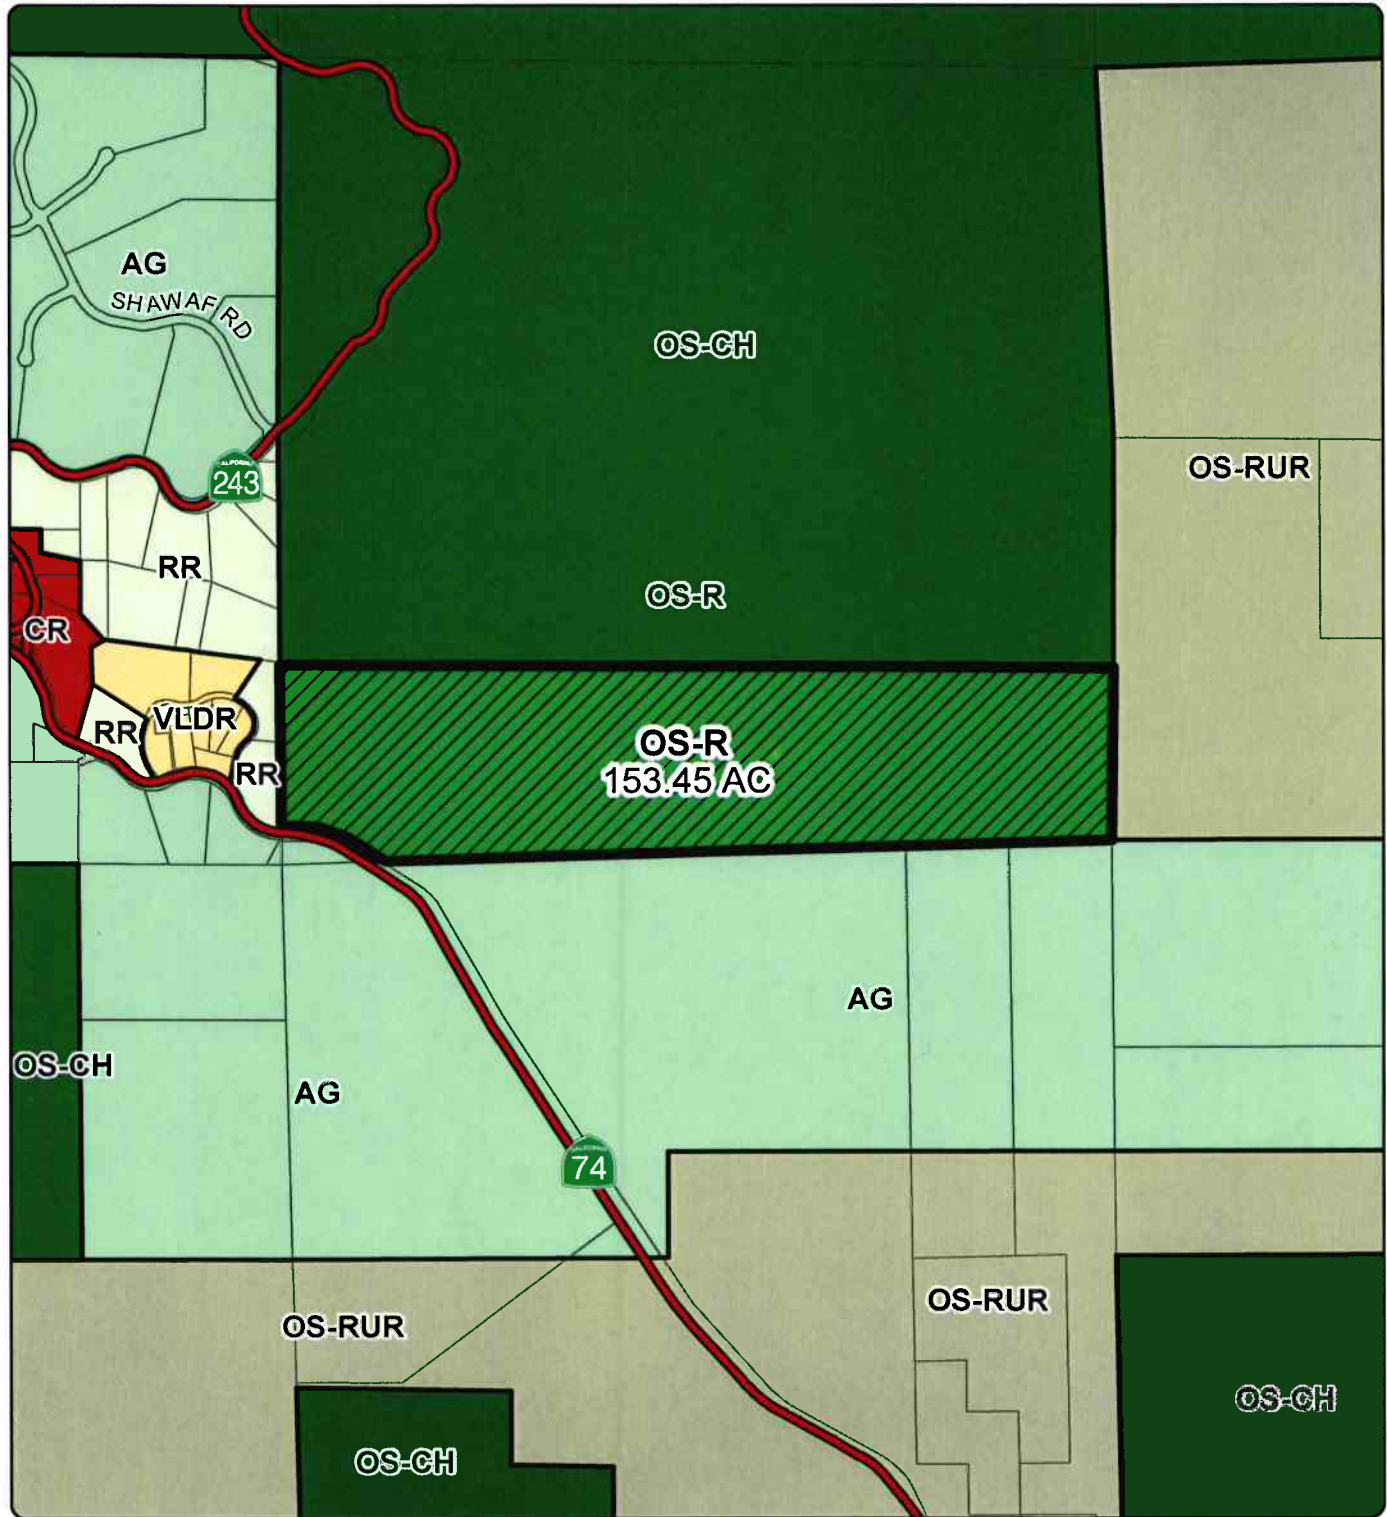 AG
SHAWAF RD
OS-CH
243
OS-RUR
RR
OS-R
CR
VLDR
RR
OS-R
153.45 AC
RR
AG
OS-CH
AG
74
OS-RUR
OS-RUR
OS-CH
OS-CH